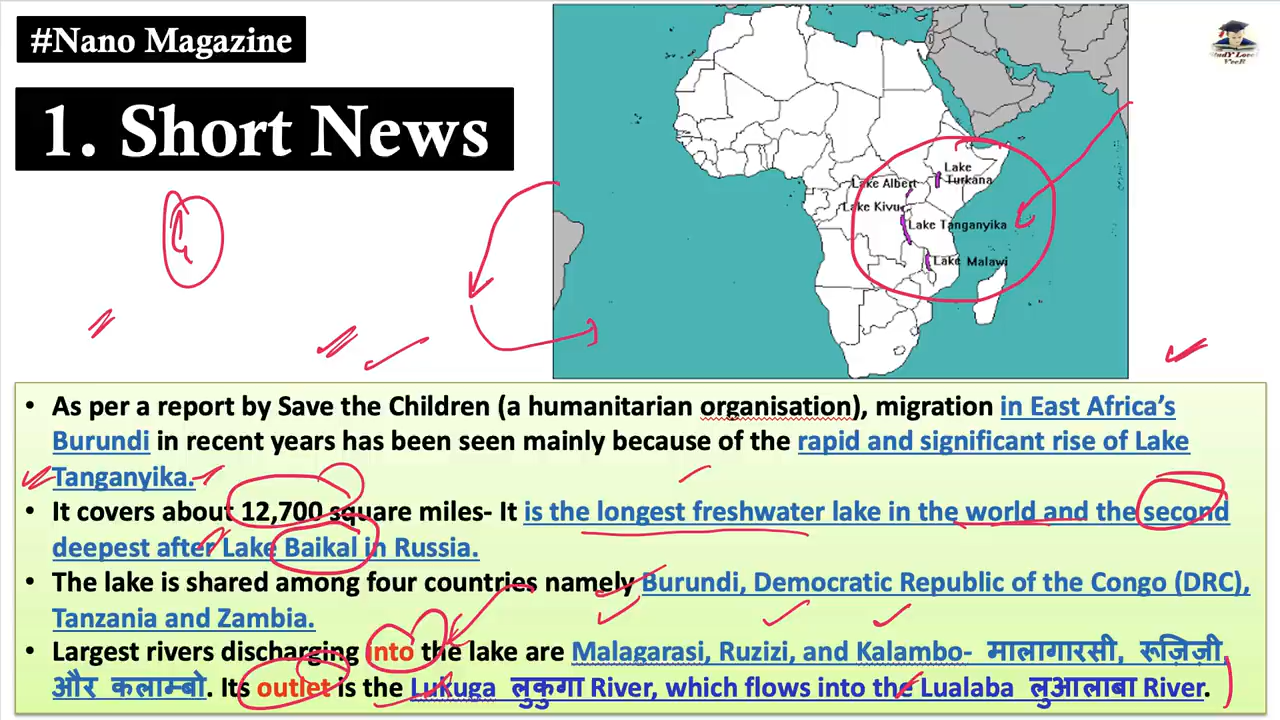 #Nano Magazine
1. Short News
Lake
Turkana
Lake Albert
Lake Kivu
Lake Tanganyika
Lake Malawi
• As per a report by Save the Children (a humanitarian organisation), migration in East Africa's
Burundi in recent years has been seen mainly because of the rapid and significant rise of Lake
Tanganyika.
• It covers about 12,700 square miles- It is the longest freshwater lake in the world and the second
deepest after Lake Baikal in Russia.
• The lake is shared among four countries namely Burundi, Democratic Republic of the Congo (DRC),
Tanzania and Zambia.
• Largest rivers discharging into the lake are Malagarasi, Ruzizi, and Kalambo- मालागारसी, रूज़िज़ी,
और कलाम्बो. Its outlet is the Lukuga लुकुगा River, which flows into the Lualaba लुआलाबा River.